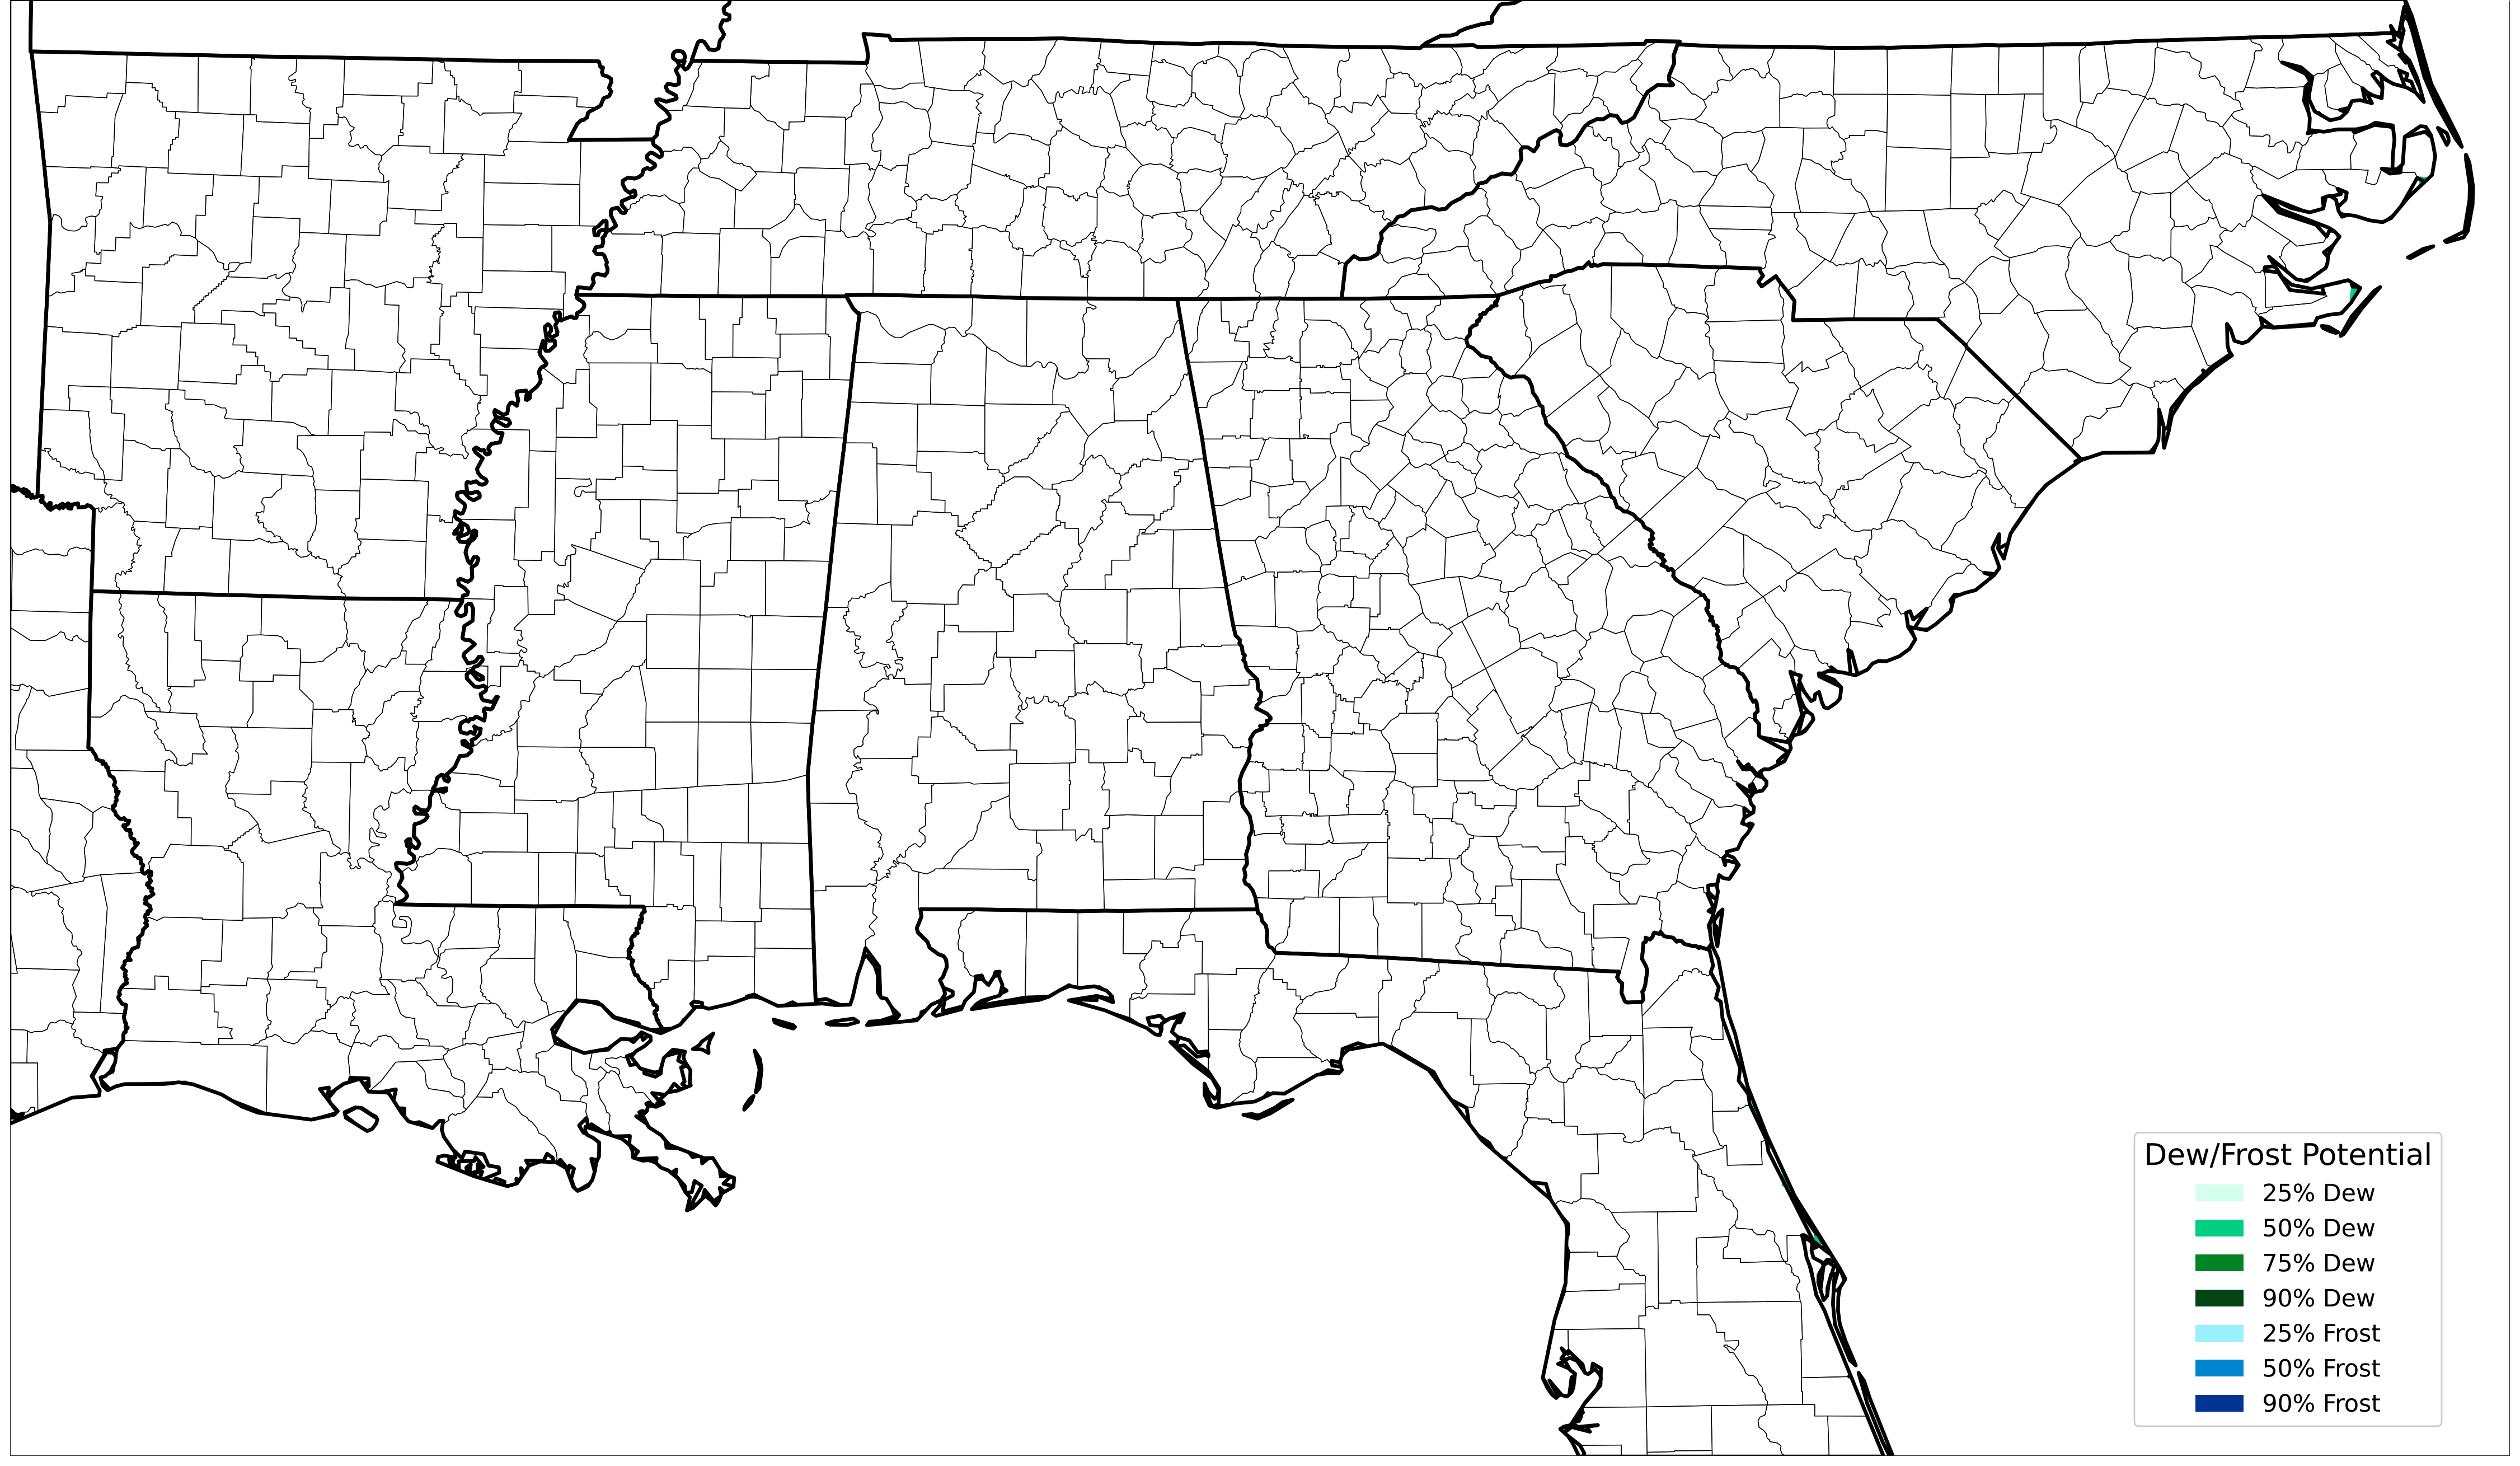 Dew/Frost Potential
25% Dew
50% Dew
75% Dew
90% Dew
25% Frost
50% Frost
90% Frost